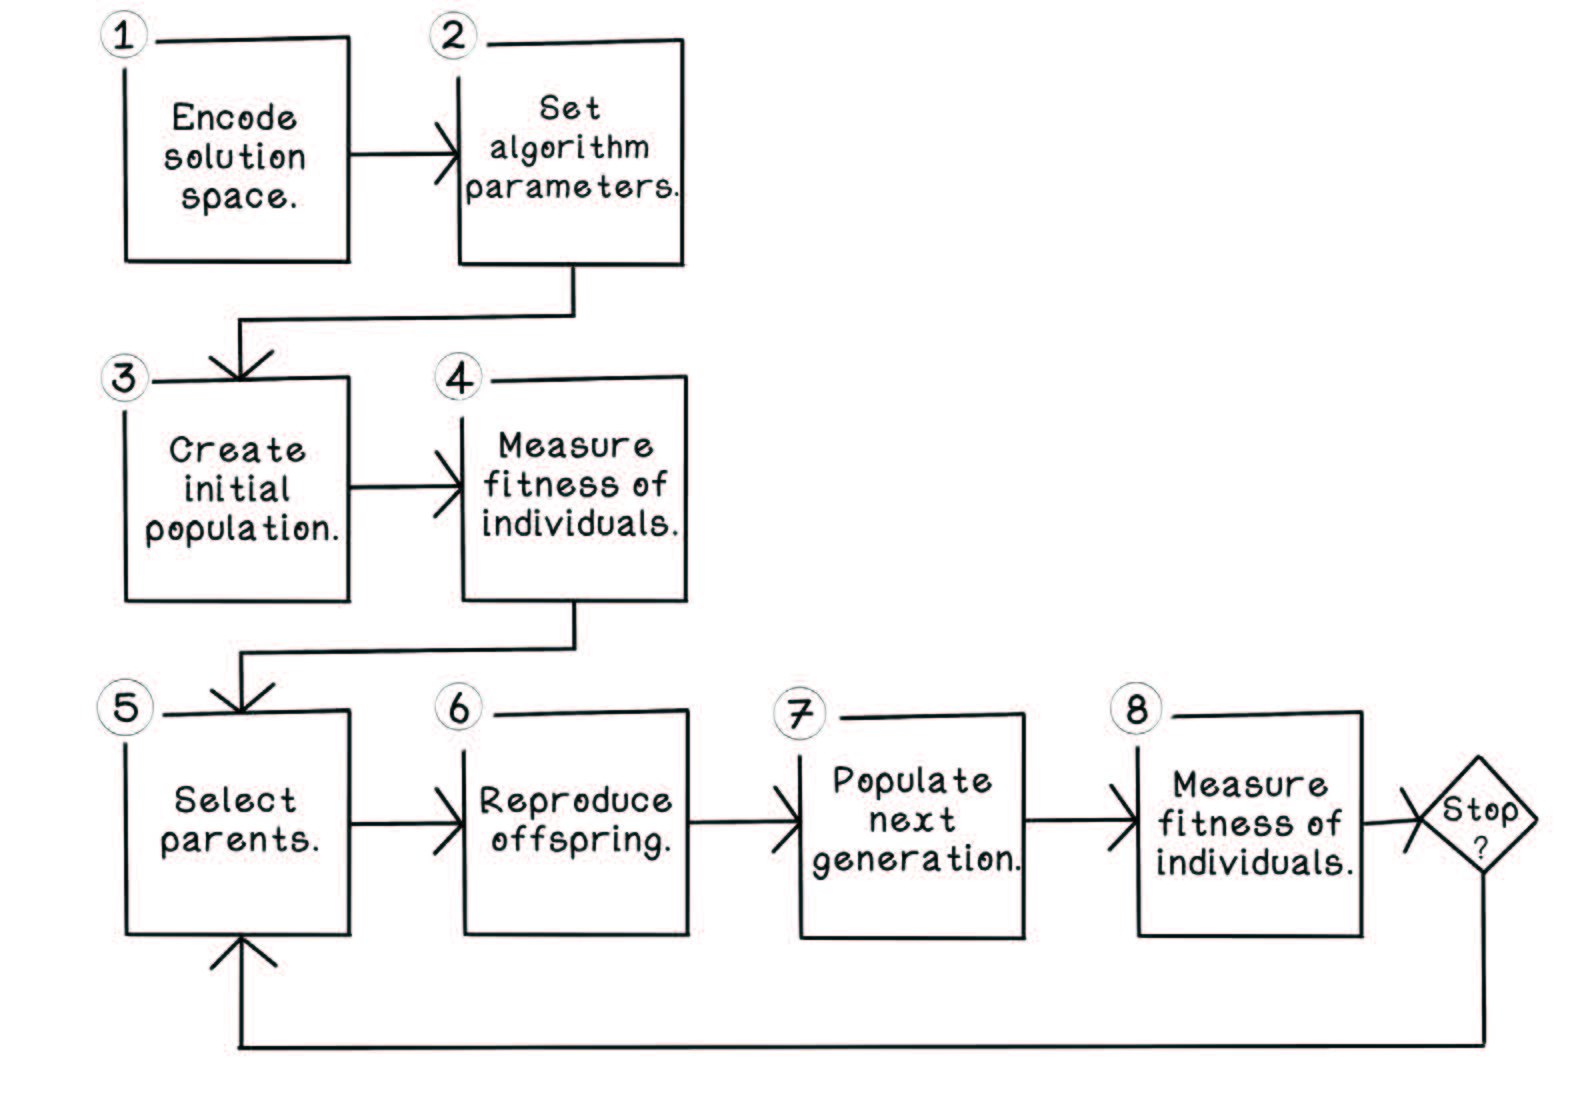 1
Encode
solution
space.
2
Set
algorithm
parameters.
3
Create
initial
population.
4
Measure
fitness of
individuals.
5
Select
parents.
6
Reproduce
offspring.
7
Populate
next
generation.
8
Measure
fitness of
individuals.
Stop
?